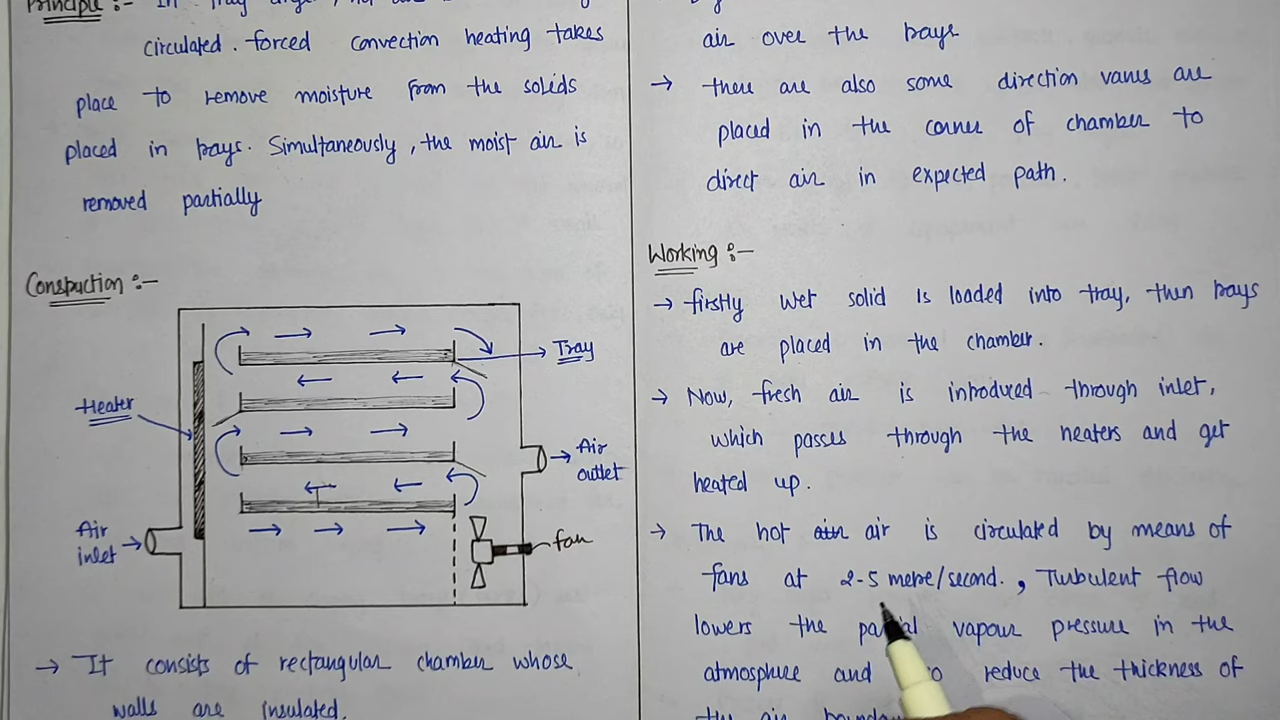 Principle :-
circulated. forced convection heating takes
place to remove moisture from the solids
placed in trays. Simultaneously, the moist air is
removed partially
Construction :-
Tray
Heater
Air
outlet
Air
inlet
fan
→ It consists of rectangular chamber whose
walls are insulated.
air over the trays
→ there are also some direction vanes are
placed in the corner of chamber to
direct air in expected path.
Working :-
→ firstly wet solid is loaded into tray, then trays
are placed in the chamber.
→ Now, fresh air is introduced through inlet,
which passes through the heaters and get
heated up.
→ The hot air is circulated by means of
fans at 2-5 metre/second., Turbulent flow
lowers the vapour pressure in the
atmosphere and reduce the thickness of
the air